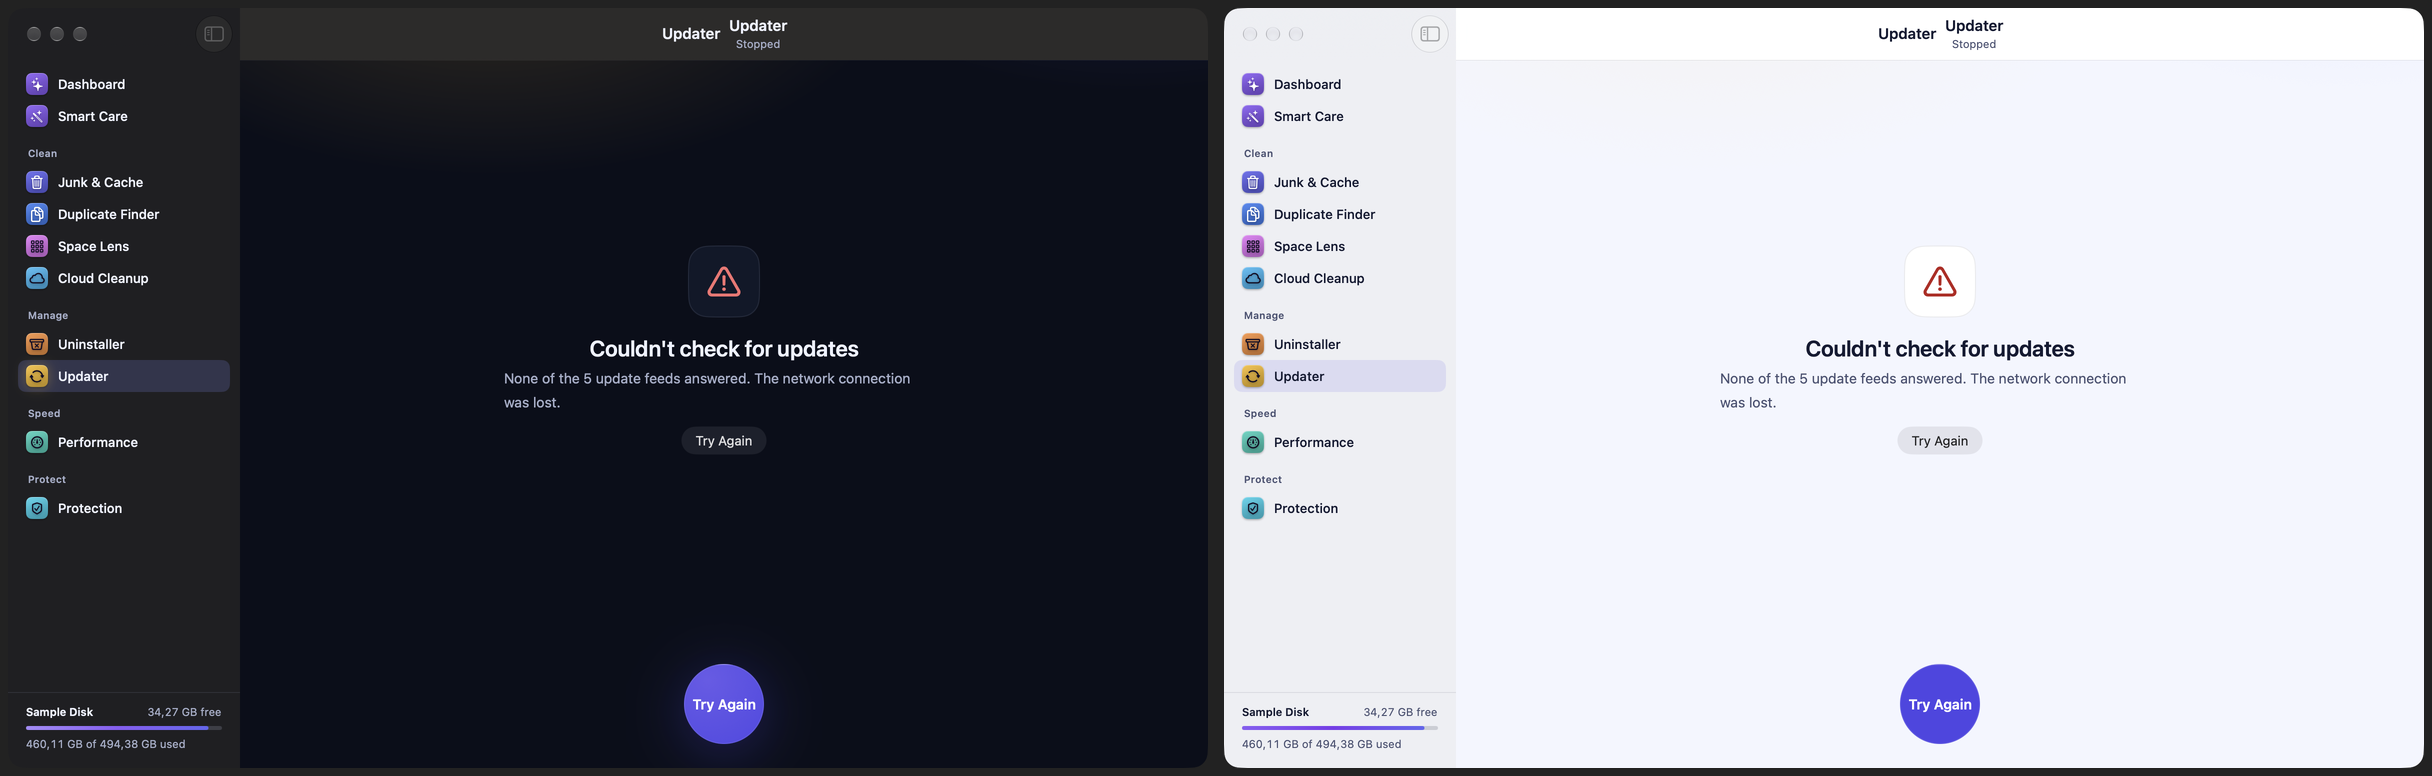 Updater
Updater
Stopped
Dashboard
Smart Care
Clean
Junk & Cache
Duplicate Finder
Space Lens
Cloud Cleanup
Manage
Uninstaller
Updater
Speed
Performance
Protect
Protection
Sample Disk 34,27 GB free
460,11 GB of 494,38 GB used
Couldn't check for updates
None of the 5 update feeds answered. The network connection
was lost.
Try Again
Try Again
Updater
Updater
Stopped
Dashboard
Smart Care
Clean
Junk & Cache
Duplicate Finder
Space Lens
Cloud Cleanup
Manage
Uninstaller
Updater
Speed
Performance
Protect
Protection
Sample Disk 34,27 GB free
460,11 GB of 494,38 GB used
Couldn't check for updates
None of the 5 update feeds answered. The network connection
was lost.
Try Again
Try Again